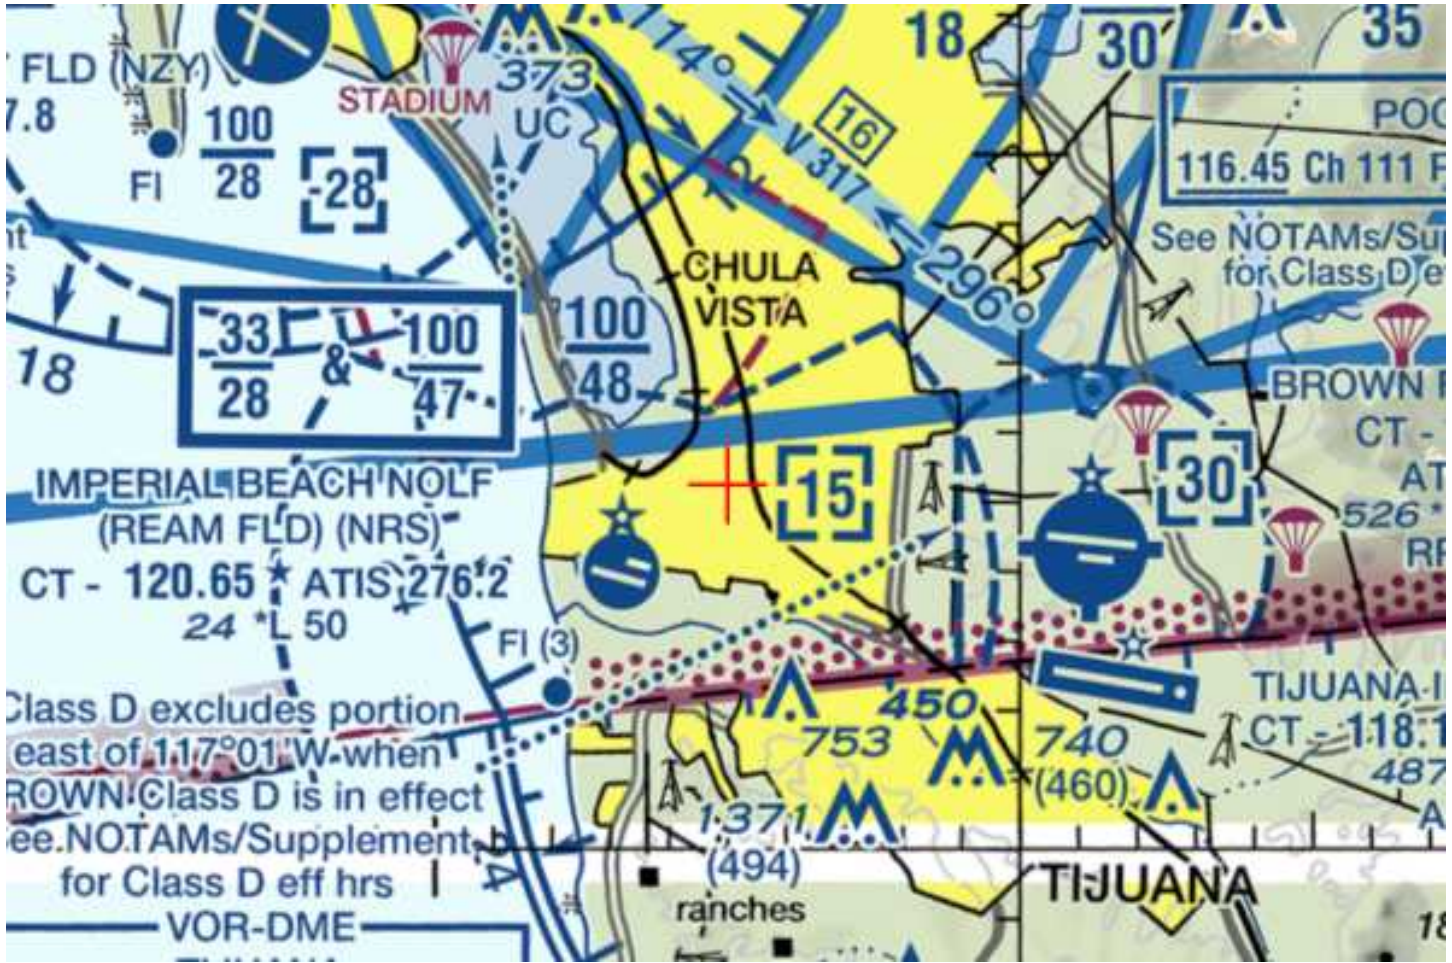 FLD (NZY)
7.8
FI
100
28
-28
STADIUM
373
UC
114°
16
V 317
296°
18
30
35
POG
116.45 Ch 111 P
See NOTAMs/Su
for Class D e
CHULA
VISTA
100
48
18
33
28
&
100
47
IMPERIAL BEACH NOLF
(REAM FLD) (NRS)
CT - 120.65 ATIS 276.2
24 *L 50
FI (3)
15
30
BROWN F
CT -
AT
526 *
RF
Class D excludes portion
east of 117°01'W when
ROWN Class D is in effect
See NOTAMs/Supplement
for Class D eff hrs
VOR-DME
753
450
740
(460)
1371
(494)
TIJUANA I
CT - 118.1
487
A
TIJUANA
ranches
18